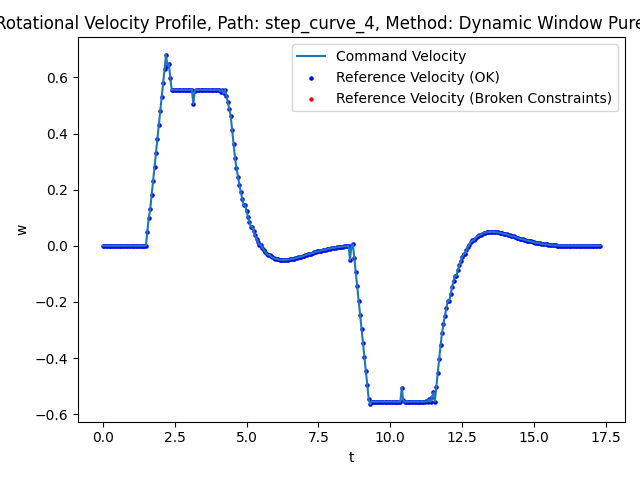 Rotational Velocity Profile, Path: step_curve_4, Method: Dynamic Window Pure
Command Velocity
Reference Velocity (OK)
Reference Velocity (Broken Constraints)
w
0.6
0.4
0.2
0.0
−0.2
−0.4
−0.6
0.0 2.5 5.0 7.5 10.0 12.5 15.0 17.5
t